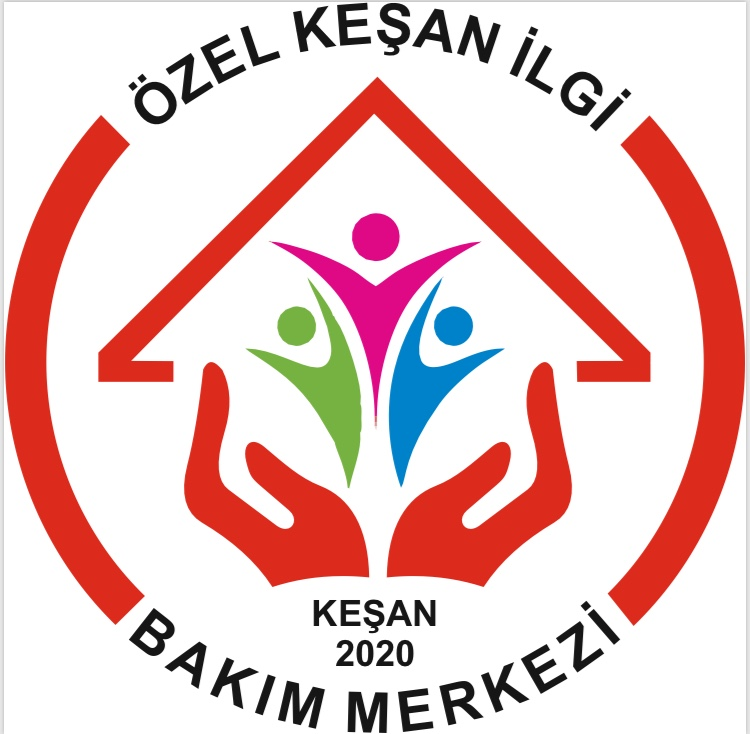 ÖZEL KEŞAN İLGİ
KEŞAN
2020
BAKIM MERKEZİ